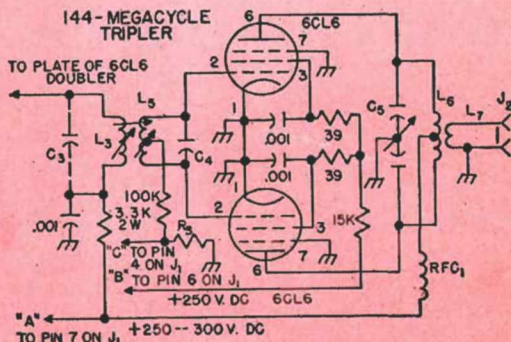 144-MEGACYCLE
TRIPLER
6
6CL6
7
TO PLATE OF 6CL6
DOUBLER
2
3
L5
L3
C3
C4
1
.001
39
C5
L6
L7
J2
.001
39
1
100K
.001
3.3K
2W
RS
2
3
15K
"C" TO PIN
4 ON J1
6
7
"B" TO PIN 6 ON J1
RFC1
+250 V. DC 6CL6
"A"
+250--300 V. DC
TO PIN 7 ON J1